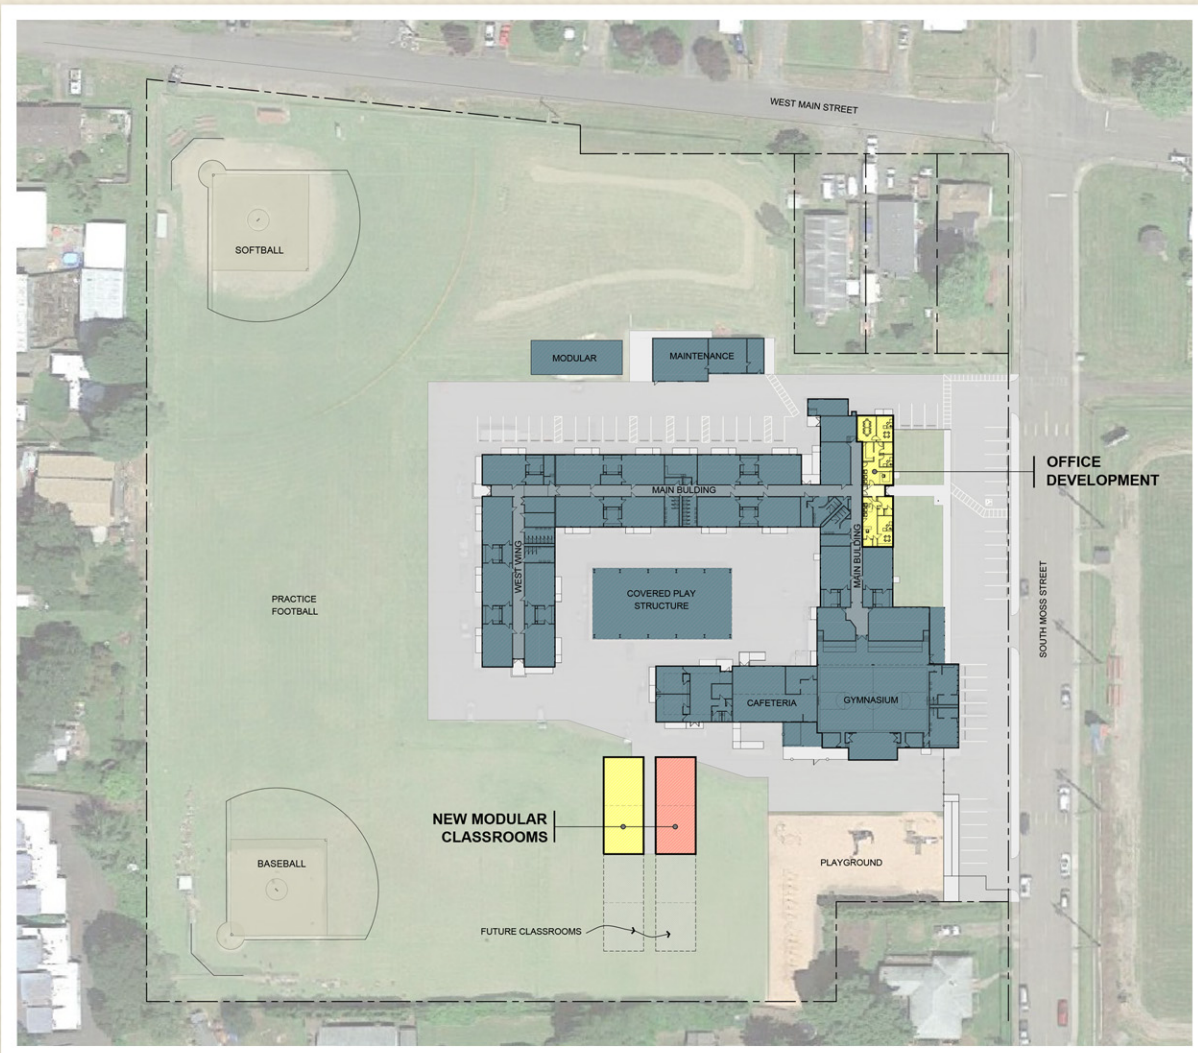 WEST MAIN STREET
SOFTBALL
MODULAR
MAINTENANCE
OFFICE
DEVELOPMENT
MAIN BULDING
MAIN BUILDING
WEST WING
COVERED PLAY
STRUCTURE
PRACTICE
FOOTBALL
SOUTH MOSS STREET
CAFETERIA
GYMNASIUM
NEW MODULAR
CLASSROOMS
BASEBALL
PLAYGROUND
FUTURE CLASSROOMS